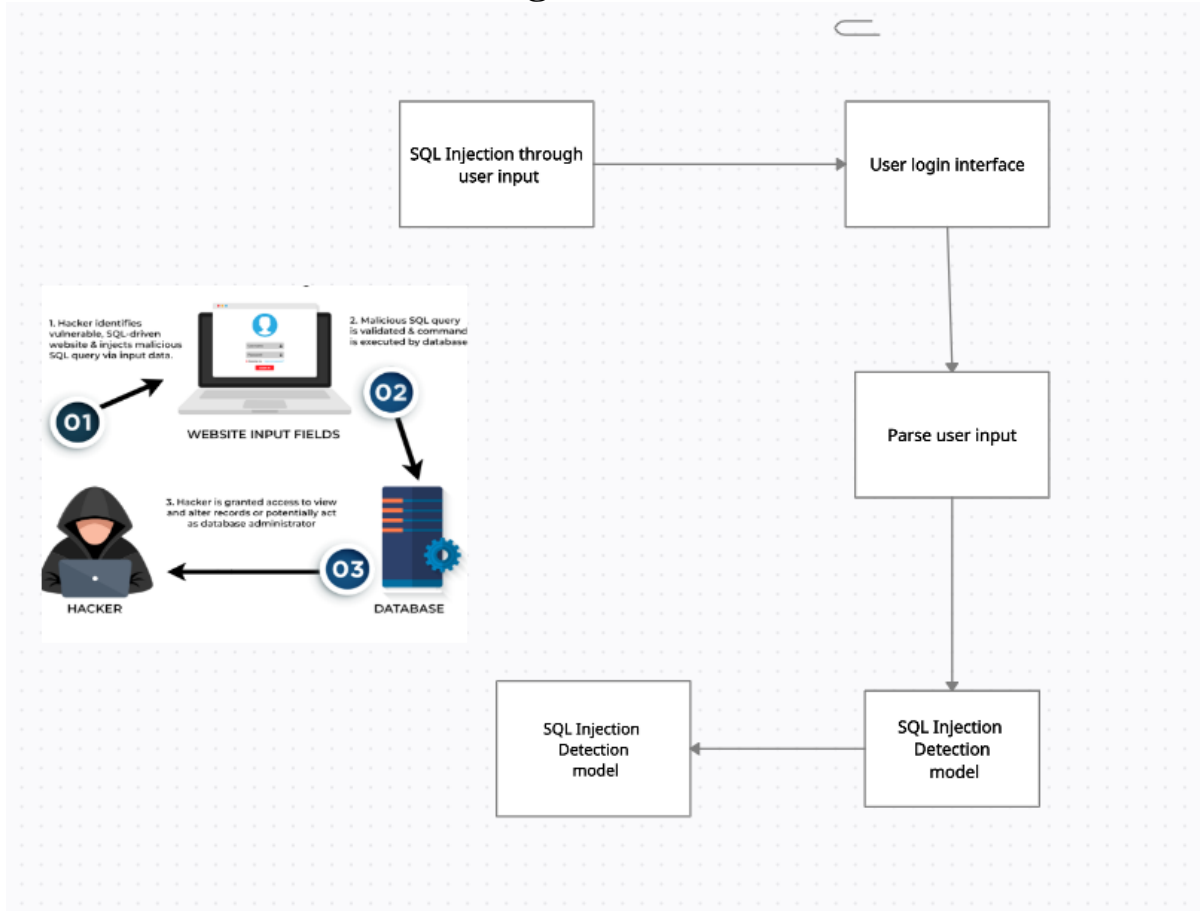 SQL Injection through
user input
User login interface
1. Hacker identifies
vulnerable, SQL-driven
website & injects malicious
SQL query via input data.
2. Malicious SQL query
is validated & command
is executed by database
01
02
WEBSITE INPUT FIELDS
Parse user input
3. Hacker is granted access to view
and alter records or potentially act
as database administrator
03
HACKER
DATABASE
SQL Injection
Detection
model
SQL Injection
Detection
model